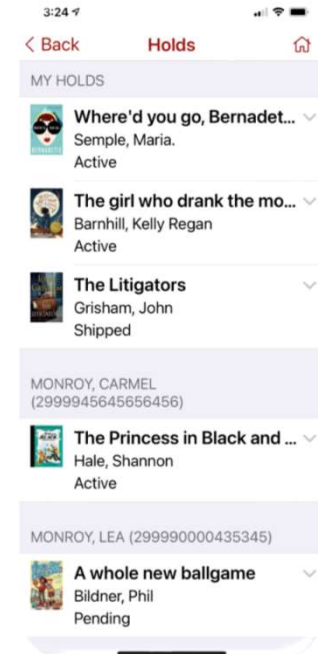 3:24
Back
Holds
MY HOLDS
Where'd you go, Bernadet...
Semple, Maria.
Active
The girl who drank the mo...
Barnhill, Kelly Regan
Active
The Litigators
Grisham, John
Shipped
MONROY, CARMEL
(2999945645656456)
The Princess in Black and ...
Hale, Shannon
Active
MONROY, LEA (299990000435345)
A whole new ballgame
Bildner, Phil
Pending